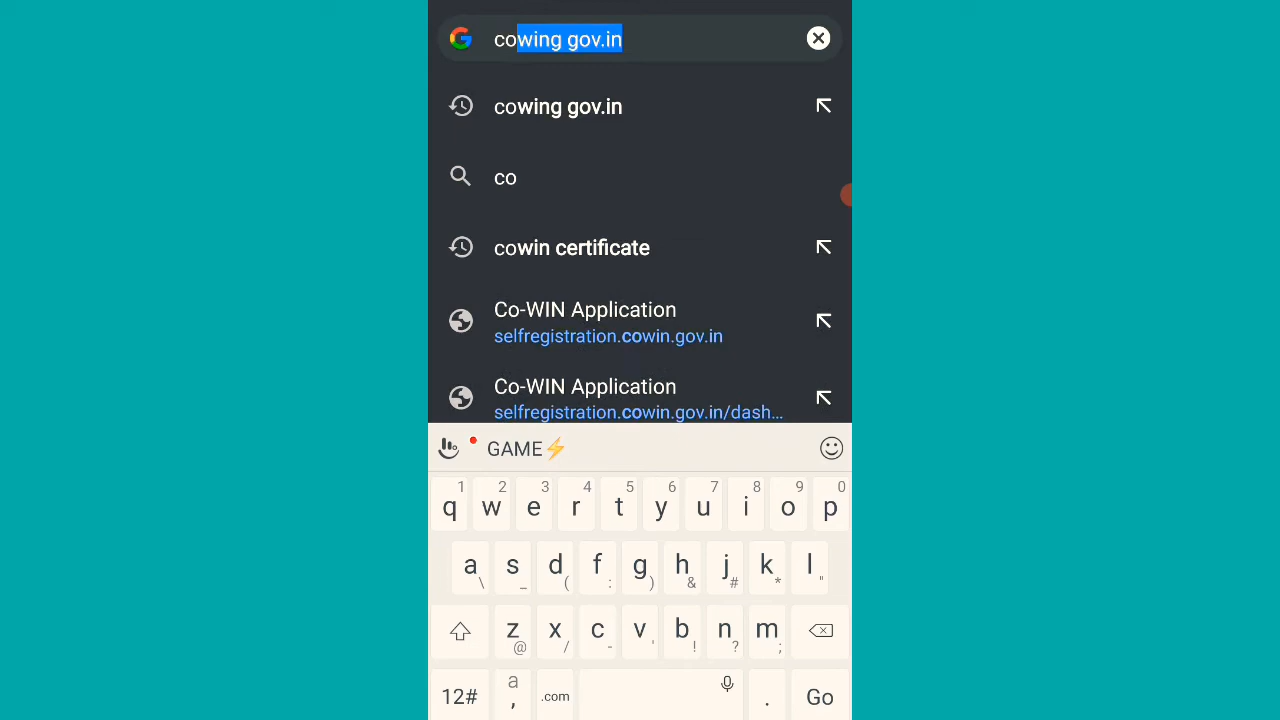 cowing gov.in
cowing gov.in
co
cowin certificate
Co-WIN Application
selfregistration.cowin.gov.in
Co-WIN Application
selfregistration.cowin.gov.in/dash...
GAME⚡
1 2 3 4 5 6 7 8 9 0
q w e r t y u i o p
a s d f g h j k l
\ _ ( : ) & # * "
z x c v b n m
@ / - ' ! ? ;
12# a , .com . Go